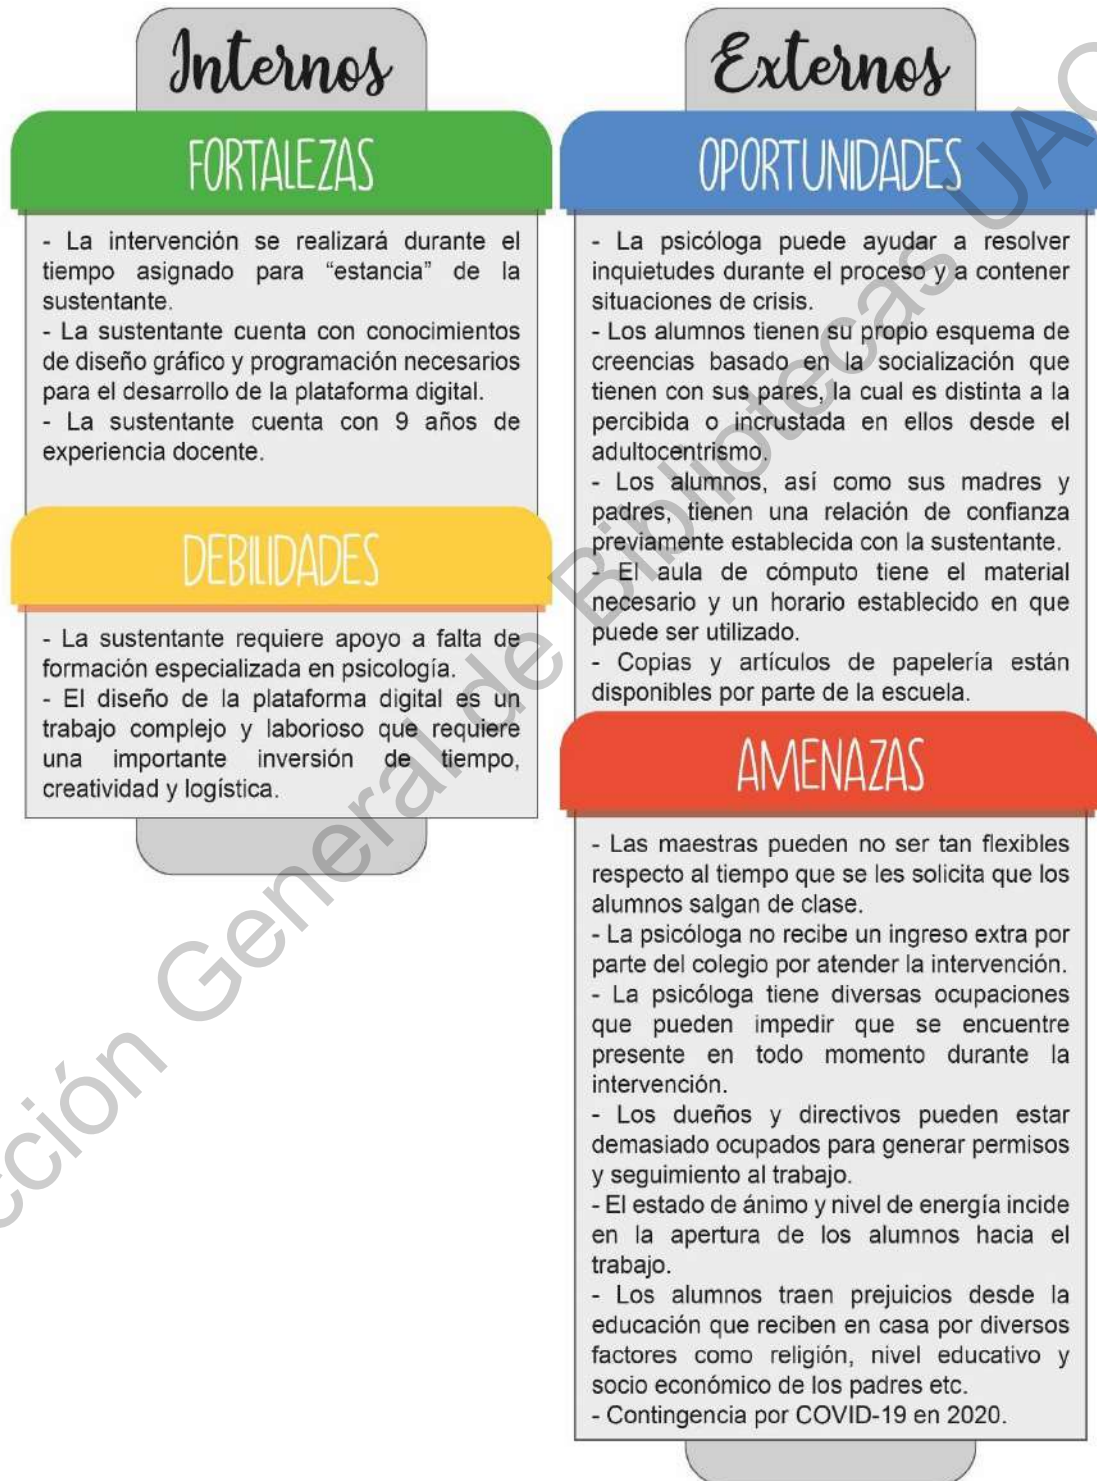 Internos
FORTALEZAS
- La intervención se realizará durante el
tiempo asignado para “estancia” de la
sustentante.
- La sustentante cuenta con conocimientos
de diseño gráfico y programación necesarios
para el desarrollo de la plataforma digital.
- La sustentante cuenta con 9 años de
experiencia docente.
DEBILIDADES
- La sustentante requiere apoyo a falta de
formación especializada en psicología.
- El diseño de la plataforma digital es un
trabajo complejo y laborioso que requiere
una importante inversión de tiempo,
creatividad y logística.
Externos
OPORTUNIDADES
- La psicóloga puede ayudar a resolver
inquietudes durante el proceso y a contener
situaciones de crisis.
- Los alumnos tienen su propio esquema de
creencias basado en la socialización que
tienen con sus pares, la cual es distinta a la
percibida o incrustada en ellos desde el
adultocentrismo.
- Los alumnos, así como sus madres y
padres, tienen una relación de confianza
previamente establecida con la sustentante.
- El aula de cómputo tiene el material
necesario y un horario establecido en que
puede ser utilizado.
- Copias y artículos de papelería están
disponibles por parte de la escuela.
AMENAZAS
- Las maestras pueden no ser tan flexibles
respecto al tiempo que se les solicita que los
alumnos salgan de clase.
- La psicóloga no recibe un ingreso extra por
parte del colegio por atender la intervención.
- La psicóloga tiene diversas ocupaciones
que pueden impedir que se encuentre
presente en todo momento durante la
intervención.
- Los dueños y directivos pueden estar
demasiado ocupados para generar permisos
y seguimiento al trabajo.
- El estado de ánimo y nivel de energía incide
en la apertura de los alumnos hacia el
trabajo.
- Los alumnos traen prejuicios desde la
educación que reciben en casa por diversos
factores como religión, nivel educativo y
socio económico de los padres etc.
- Contingencia por COVID-19 en 2020.
General de Bibliotecas